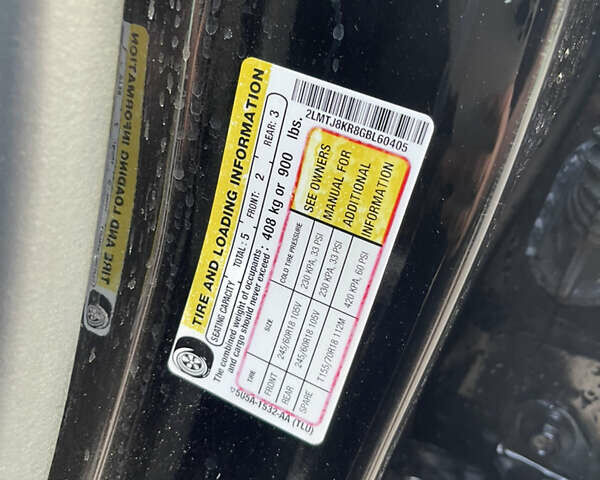 TIRE AND LOADING INFORMATION
SEATING CAPACITY TOTAL: 5 FRONT: 2 REAR: 3
The combined weight of occupants and cargo should never exceed: 408 kg or 900 lbs.
TIRE SIZE COLD TIRE PRESSURE
FRONT 245/60R18 105V 230 KPA, 33 PSI
REAR 245/60R18 105V 230 KPA, 33 PSI
SPARE T155/70R18 112M 420 KPA, 60 PSI
2LMTJ8KR8GBL60405
SEE OWNERS
MANUAL FOR
ADDITIONAL
INFORMATION
(TLU)
TIRE AND LOADING INFORMATION